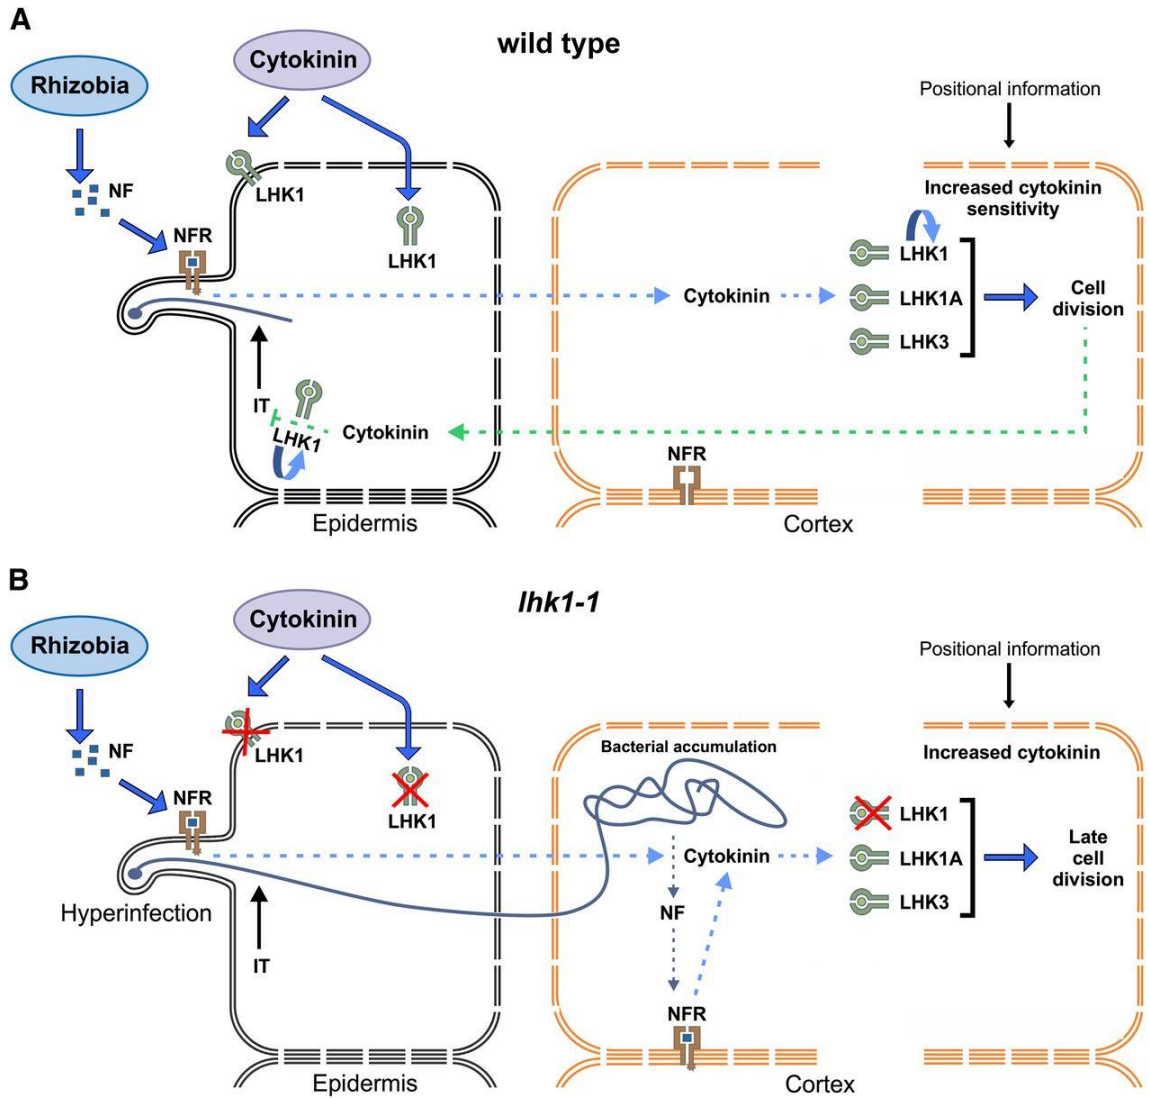 A
wild type
Cytokinin
Rhizobia
Positional information
NF
LHK1
Increased cytokinin
sensitivity
NFR
LHK1
LHK1
Cytokinin
LHK1A
Cell
division
LHK3
IT
LHK1
Cytokinin
NFR
Epidermis
Cortex
B
lhk1-1
Cytokinin
Rhizobia
Positional information
NF
LHK1
Bacterial accumulation
Increased cytokinin
NFR
LHK1
LHK1
Cytokinin
LHK1A
Late
cell
division
LHK3
Hyperinfection
NF
IT
NFR
Epidermis
Cortex